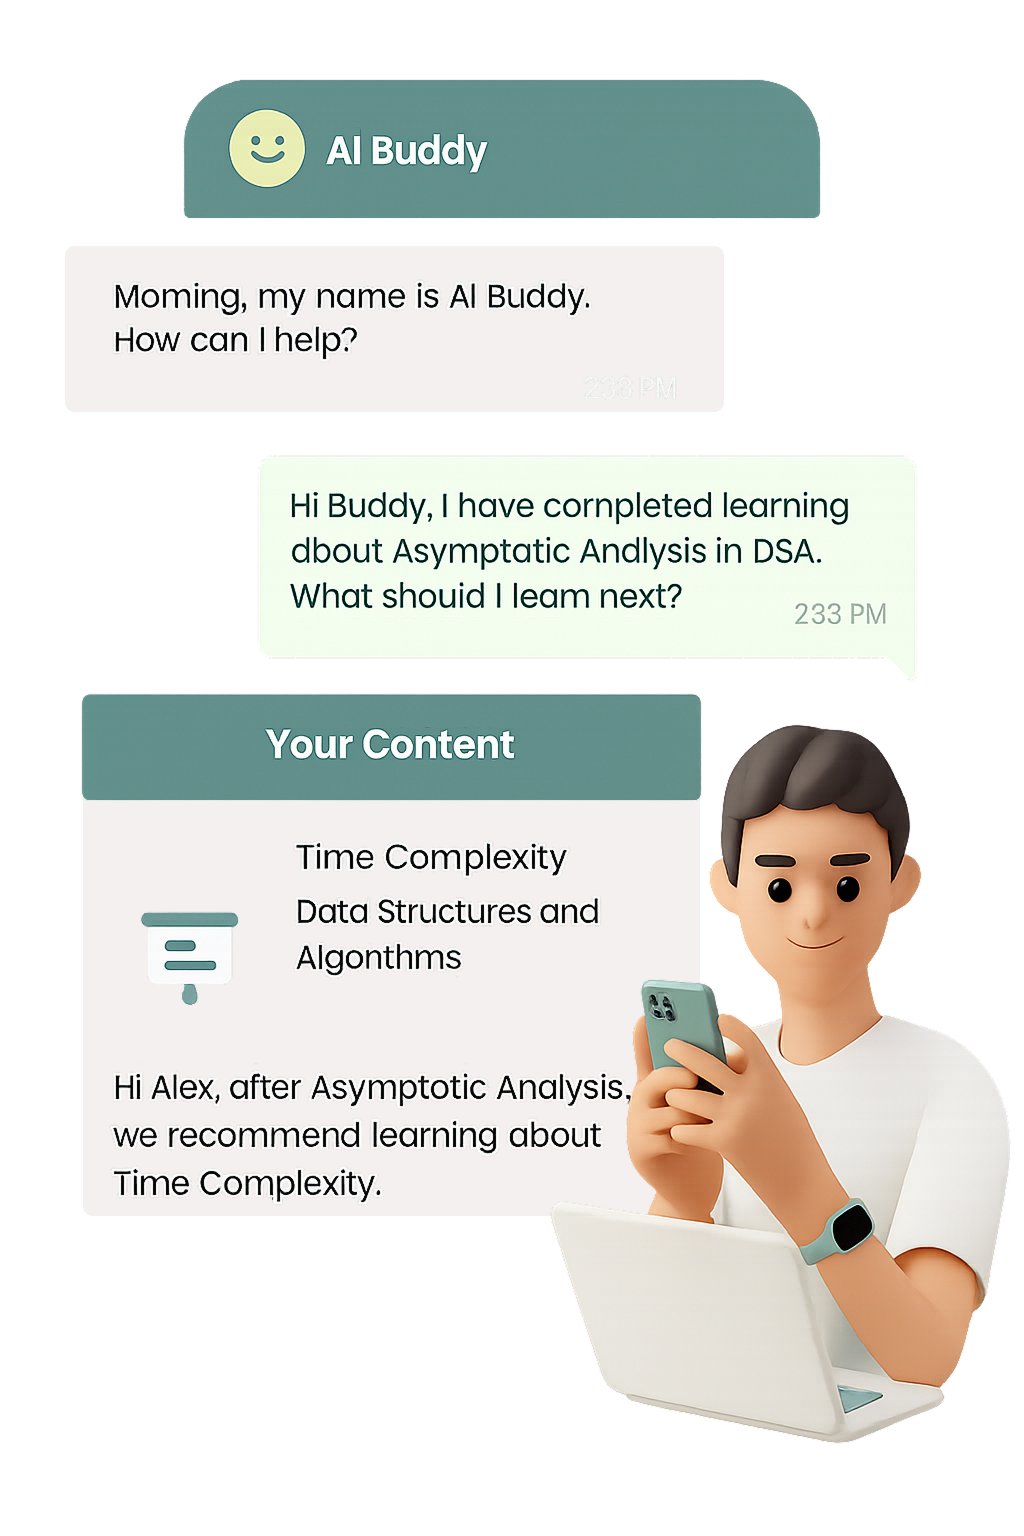 AI Buddy
Moming, my name is Al Buddy.
How can I help?
233 PM
Hi Buddy, I have cornpleted learning
dbout Asymptatic Andlysis in DSA.
What shouid I leam next?
233 PM
Your Content
Time Complexity
Data Structures and
Algonthms
Hi Alex, after Asymptotic Analysis,
we recommend learning about
Time Complexity.